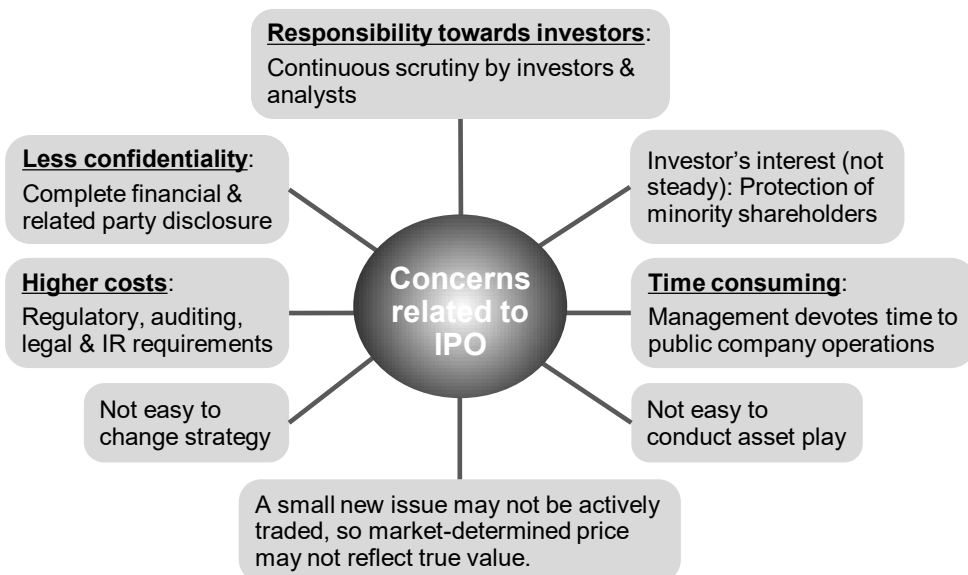 Responsibility towards investors:
Continuous scrutiny by investors &
analysts
Less confidentiality:
Complete financial &
related party disclosure
Investor’s interest (not
steady): Protection of
minority shareholders
Concerns
related to
IPO
Higher costs:
Regulatory, auditing,
legal & IR requirements
Time consuming:
Management devotes time to
public company operations
Not easy to
change strategy
Not easy to
conduct asset play
A small new issue may not be actively
traded, so market-determined price
may not reflect true value.